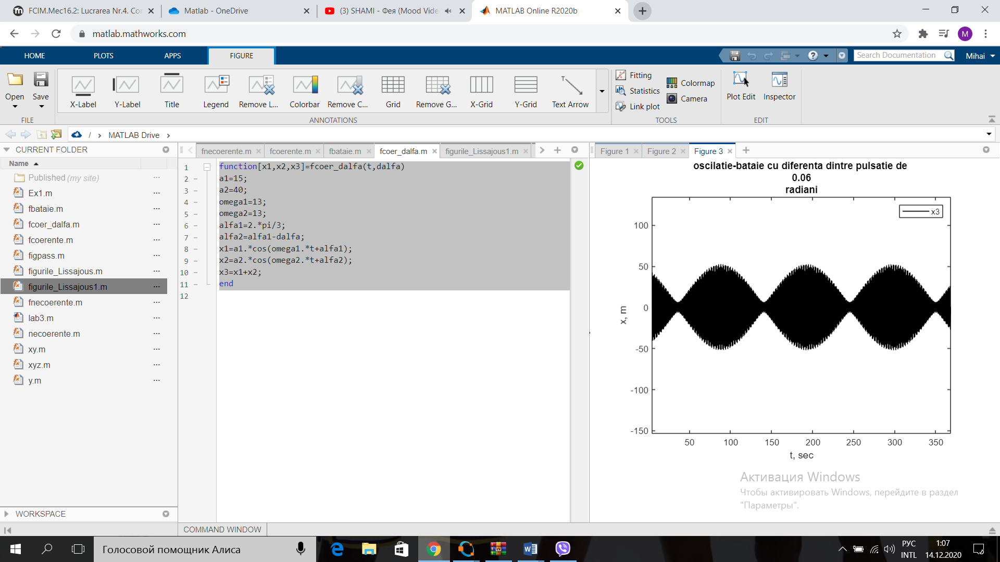 FCIM.Mec16.2: Lucrarea Nr.4. Cor
Matlab - OneDrive
(3) SHAMI - Фея (Mood Vide
MATLAB Online R2020b
matlab.mathworks.com
M
HOME PLOTS APPS FIGURE
Search Documentation
Mihai
Open Save
X-Label Y-Label Title Legend Remove L... Colorbar Remove C... Grid Remove G... X-Grid Y-Grid Text Arrow
Fitting
Statistics
Link plot
Colormap
Camera
Plot Edit Inspector
FILE ANNOTATIONS TOOLS EDIT
/ › MATLAB Drive ›
CURRENT FOLDER
Name
Published (my site)
Ex1.m
fbataie.m
fcoer_dalfa.m
fcoerente.m
figpass.m
figurile_Lissajous.m
figurile_Lissajous1.m
fnecoerente.m
lab3.m
necoerente.m
xy.m
xyz.m
y.m
WORKSPACE
fnecoerente.m fcoerente.m fbataie.m fcoer_dalfa.m figurile_Lissajous1.m
1 function[x1,x2,x3]=fcoer_dalfa(t,dalfa)
2 – a1=15;
3 – a2=40;
4 – omega1=13;
5 – omega2=13;
6 – alfa1=2.*pi/3;
7 – alfa2=alfa1-dalfa;
8 – x1=a1.*cos(omega1.*t+alfa1);
9 – x2=a2.*cos(omega2.*t+alfa2);
10 – x3=x1+x2;
11 – end
12
COMMAND WINDOW
Figure 1 Figure 2 Figure 3
oscilatie-bataie cu diferenta dintre pulsatie de
0.06
radiani
x3
100
50
0
-50
-100
-150
x, m
50 100 150 200 250 300 350
t, sec
Активация Windows
Чтобы активировать Windows, перейдите в раздел
"Параметры".
Голосовой помощник Алиса
РУС
INTL
1:07
14.12.2020